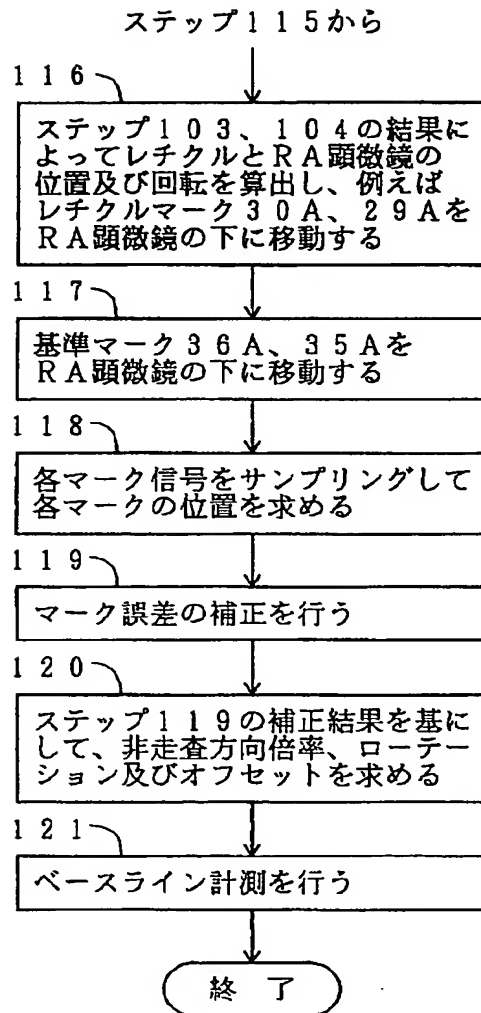 ステップ115から
116
ステップ103、104の結果に
よってレチクルとRA顕微鏡の
位置及び回転を算出し、例えば
レチクルマーク30A、29Aを
RA顕微鏡の下に移動する
117
基準マーク36A、35Aを
RA顕微鏡の下に移動する
118
各マーク信号をサンプリングして
各マークの位置を求める
119
マーク誤差の補正を行う
120
ステップ119の補正結果を基に
して、非走査方向倍率、ローテー
ション及びオフセットを求める
121
ベースライン計測を行う
終了